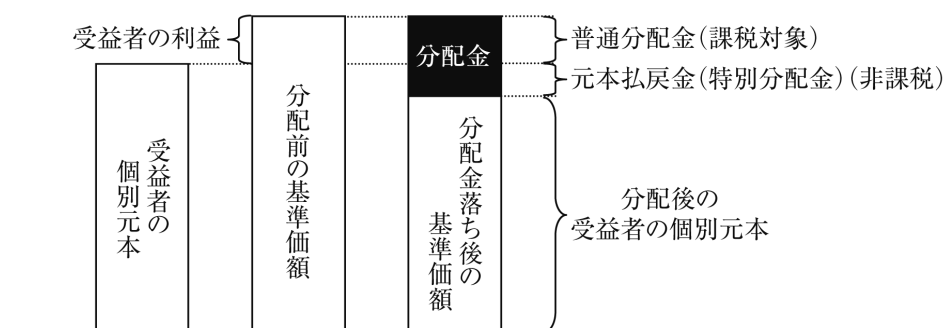 受益者の利益
分配金
普通分配金(課税対象)
元本払戻金(特別分配金)(非課税)
受益者の
個別元本
分配前の基準価額
分配金落ち後の
基準価額
分配後の
受益者の個別元本